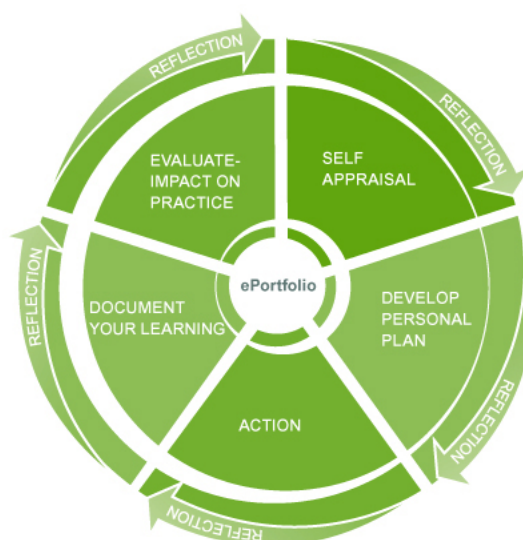 REFLECTION
REFLECTION
EVALUATE-
IMPACT ON
PRACTICE
SELF
APPRAISAL
ePortfolio
REFLECTION
DOCUMENT
YOUR LEARNING
DEVELOP
PERSONAL
PLAN
ACTION
REFLECTION
REFLECTION